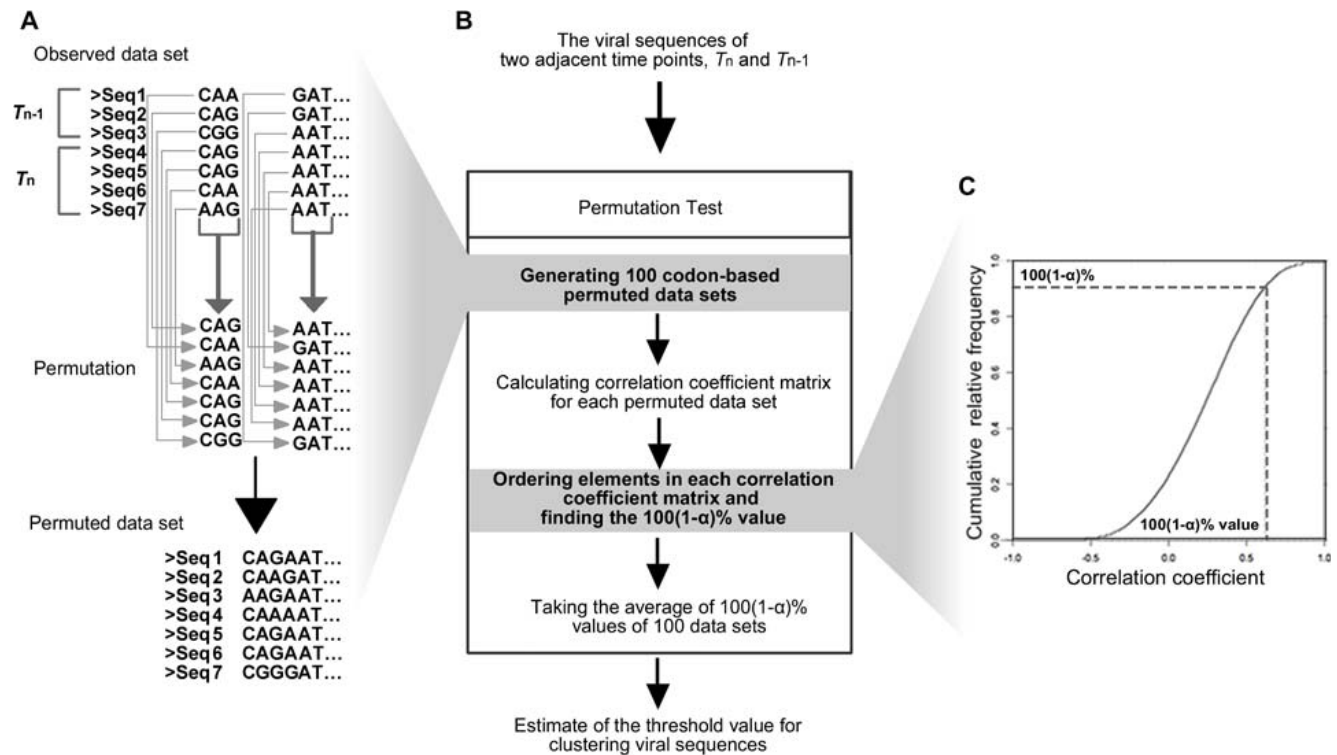 A
Observed data set
Tn-1
>Seq1 CAA GAT...
>Seq2 CAG GAT...
>Seq3 CGG AAT...
Tn
>Seq4 CAG AAT...
>Seq5 CAG AAT...
>Seq6 CAA AAT...
>Seq7 AAG AAT...
Permutation
CAG AAT...
CAA GAT...
AAG AAT...
CAA AAT...
CAG AAT...
CAG AAT...
CGG GAT...
Permuted data set
>Seq1 CAGAAT...
>Seq2 CAAGAT...
>Seq3 AAGAAT...
>Seq4 CAAAAT...
>Seq5 CAGAAT...
>Seq6 CAGAAT...
>Seq7 CGGGAT...
B
The viral sequences of
two adjacent time points, Tn and Tn-1
Permutation Test
Generating 100 codon-based
permuted data sets
Calculating correlation coefficient matrix
for each permuted data set
Ordering elements in each correlation
coefficient matrix and
finding the 100(1-α)% value
Taking the average of 100(1-α)%
values of 100 data sets
Estimate of the threshold value for
clustering viral sequences
C
Cumulative relative frequency
1.0
0.8
0.6
0.4
0.2
0.0
100(1-α)%
100(1-α)% value
-1.0 -0.5 0.0 0.5 1.0
Correlation coefficient